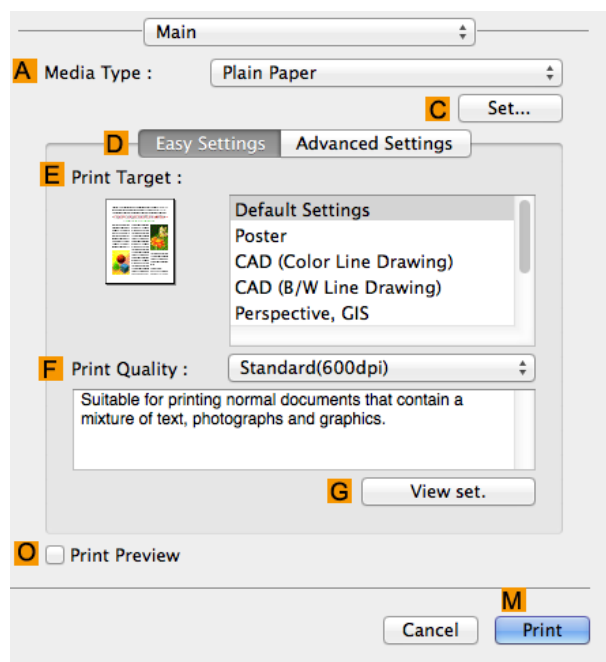 Main
A Media Type : Plain Paper
C Set...
D Easy Settings Advanced Settings
E Print Target :
Default Settings
Poster
CAD (Color Line Drawing)
CAD (B/W Line Drawing)
Perspective, GIS
F Print Quality : Standard(600dpi)
Suitable for printing normal documents that contain a
mixture of text, photographs and graphics.
G View set.
O Print Preview
M
Cancel Print